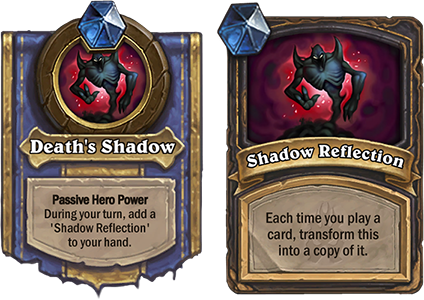 Death's Shadow
Passive Hero Power
During your turn, add a
'Shadow Reflection'
to your hand.
Shadow Reflection
Each time you play a
card, transform this
into a copy of it.